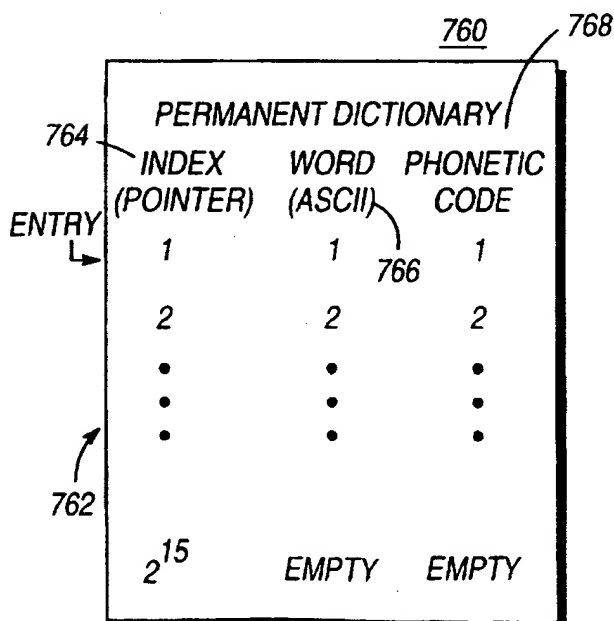 760 768
PERMANENT DICTIONARY
764 INDEX WORD PHONETIC
(POINTER) (ASCII) CODE
ENTRY 766
1 1 1
2 2 2
762
2^15 EMPTY EMPTY